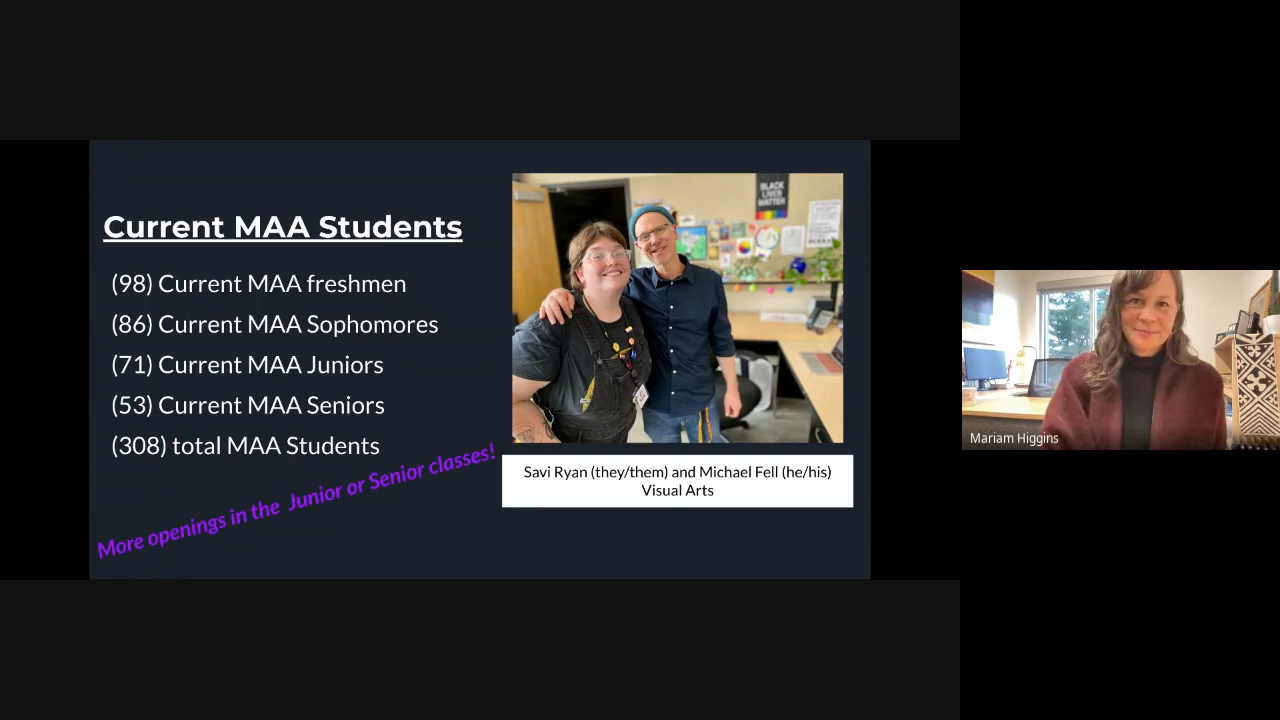 Current MAA Students
(98) Current MAA freshmen
(86) Current MAA Sophomores
(71) Current MAA Juniors
(53) Current MAA Seniors
(308) total MAA Students
More openings in the Junior or Senior classes!
BLACK
LIVES
MATTER
Savi Ryan (they/them) and Michael Fell (he/his)
Visual Arts
Mariam Higgins